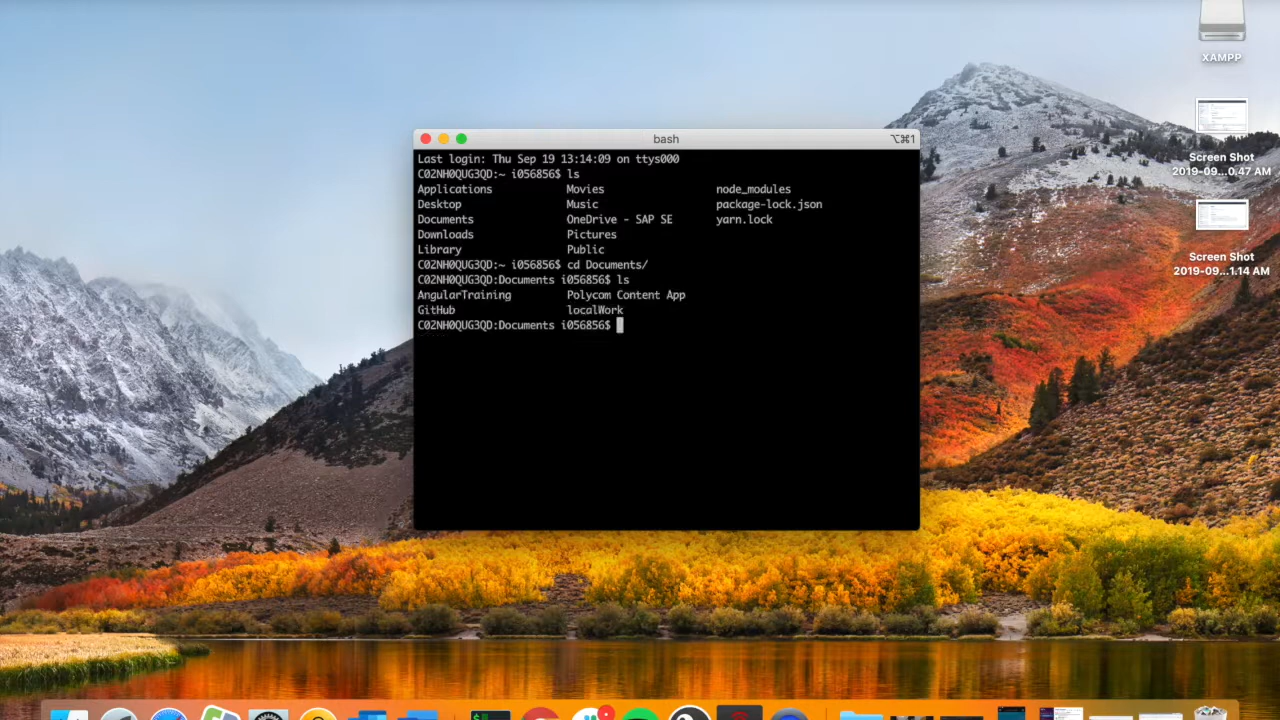 XAMPP
Screen Shot
2019-09...0.47 AM
Screen Shot
2019-09...1.14 AM
bash
⌥⌘1
Last login: Thu Sep 19 13:14:09 on ttys000
C02NH0QUG3QD:~ i056856$ ls
Applications Movies node_modules
Desktop Music package-lock.json
Documents OneDrive - SAP SE yarn.lock
Downloads Pictures
Library Public
C02NH0QUG3QD:~ i056856$ cd Documents/
C02NH0QUG3QD:Documents i056856$ ls
AngularTraining Polycom Content App
GitHub localWork
C02NH0QUG3QD:Documents i056856$